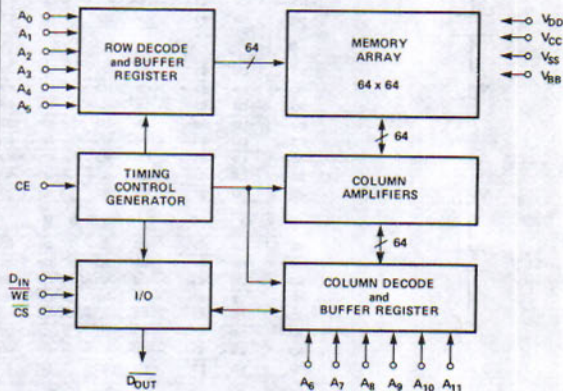 A0
A1
A2
A3
A4
A5
ROW DECODE
and BUFFER
REGISTER
64
MEMORY
ARRAY
64 x 64
VDD
VCC
VSS
VBB
64
CE
TIMING
CONTROL
GENERATOR
COLUMN
AMPLIFIERS
64
DIN
WE
CS
I/O
COLUMN DECODE
and
BUFFER REGISTER
DOUT
A6
A7
A8
A9
A10
A11